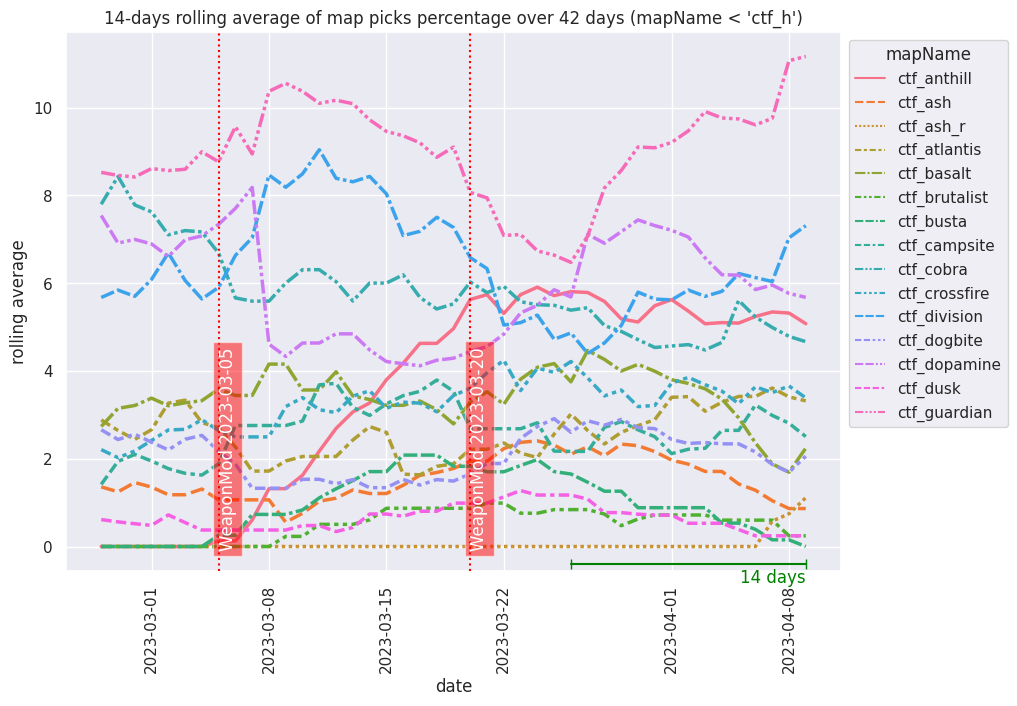 14-days rolling average of map picks percentage over 42 days (mapName < 'ctf_h')
rolling average
10
8
6
4
2
0
WeaponMod 2023-03-05
WeaponMod 2023-03-20
14 days
2023-03-01
2023-03-08
2023-03-15
2023-03-22
2023-04-01
2023-04-08
date
mapName
ctf_anthill
ctf_ash
ctf_ash_r
ctf_atlantis
ctf_basalt
ctf_brutalist
ctf_busta
ctf_campsite
ctf_cobra
ctf_crossfire
ctf_division
ctf_dogbite
ctf_dopamine
ctf_dusk
ctf_guardian